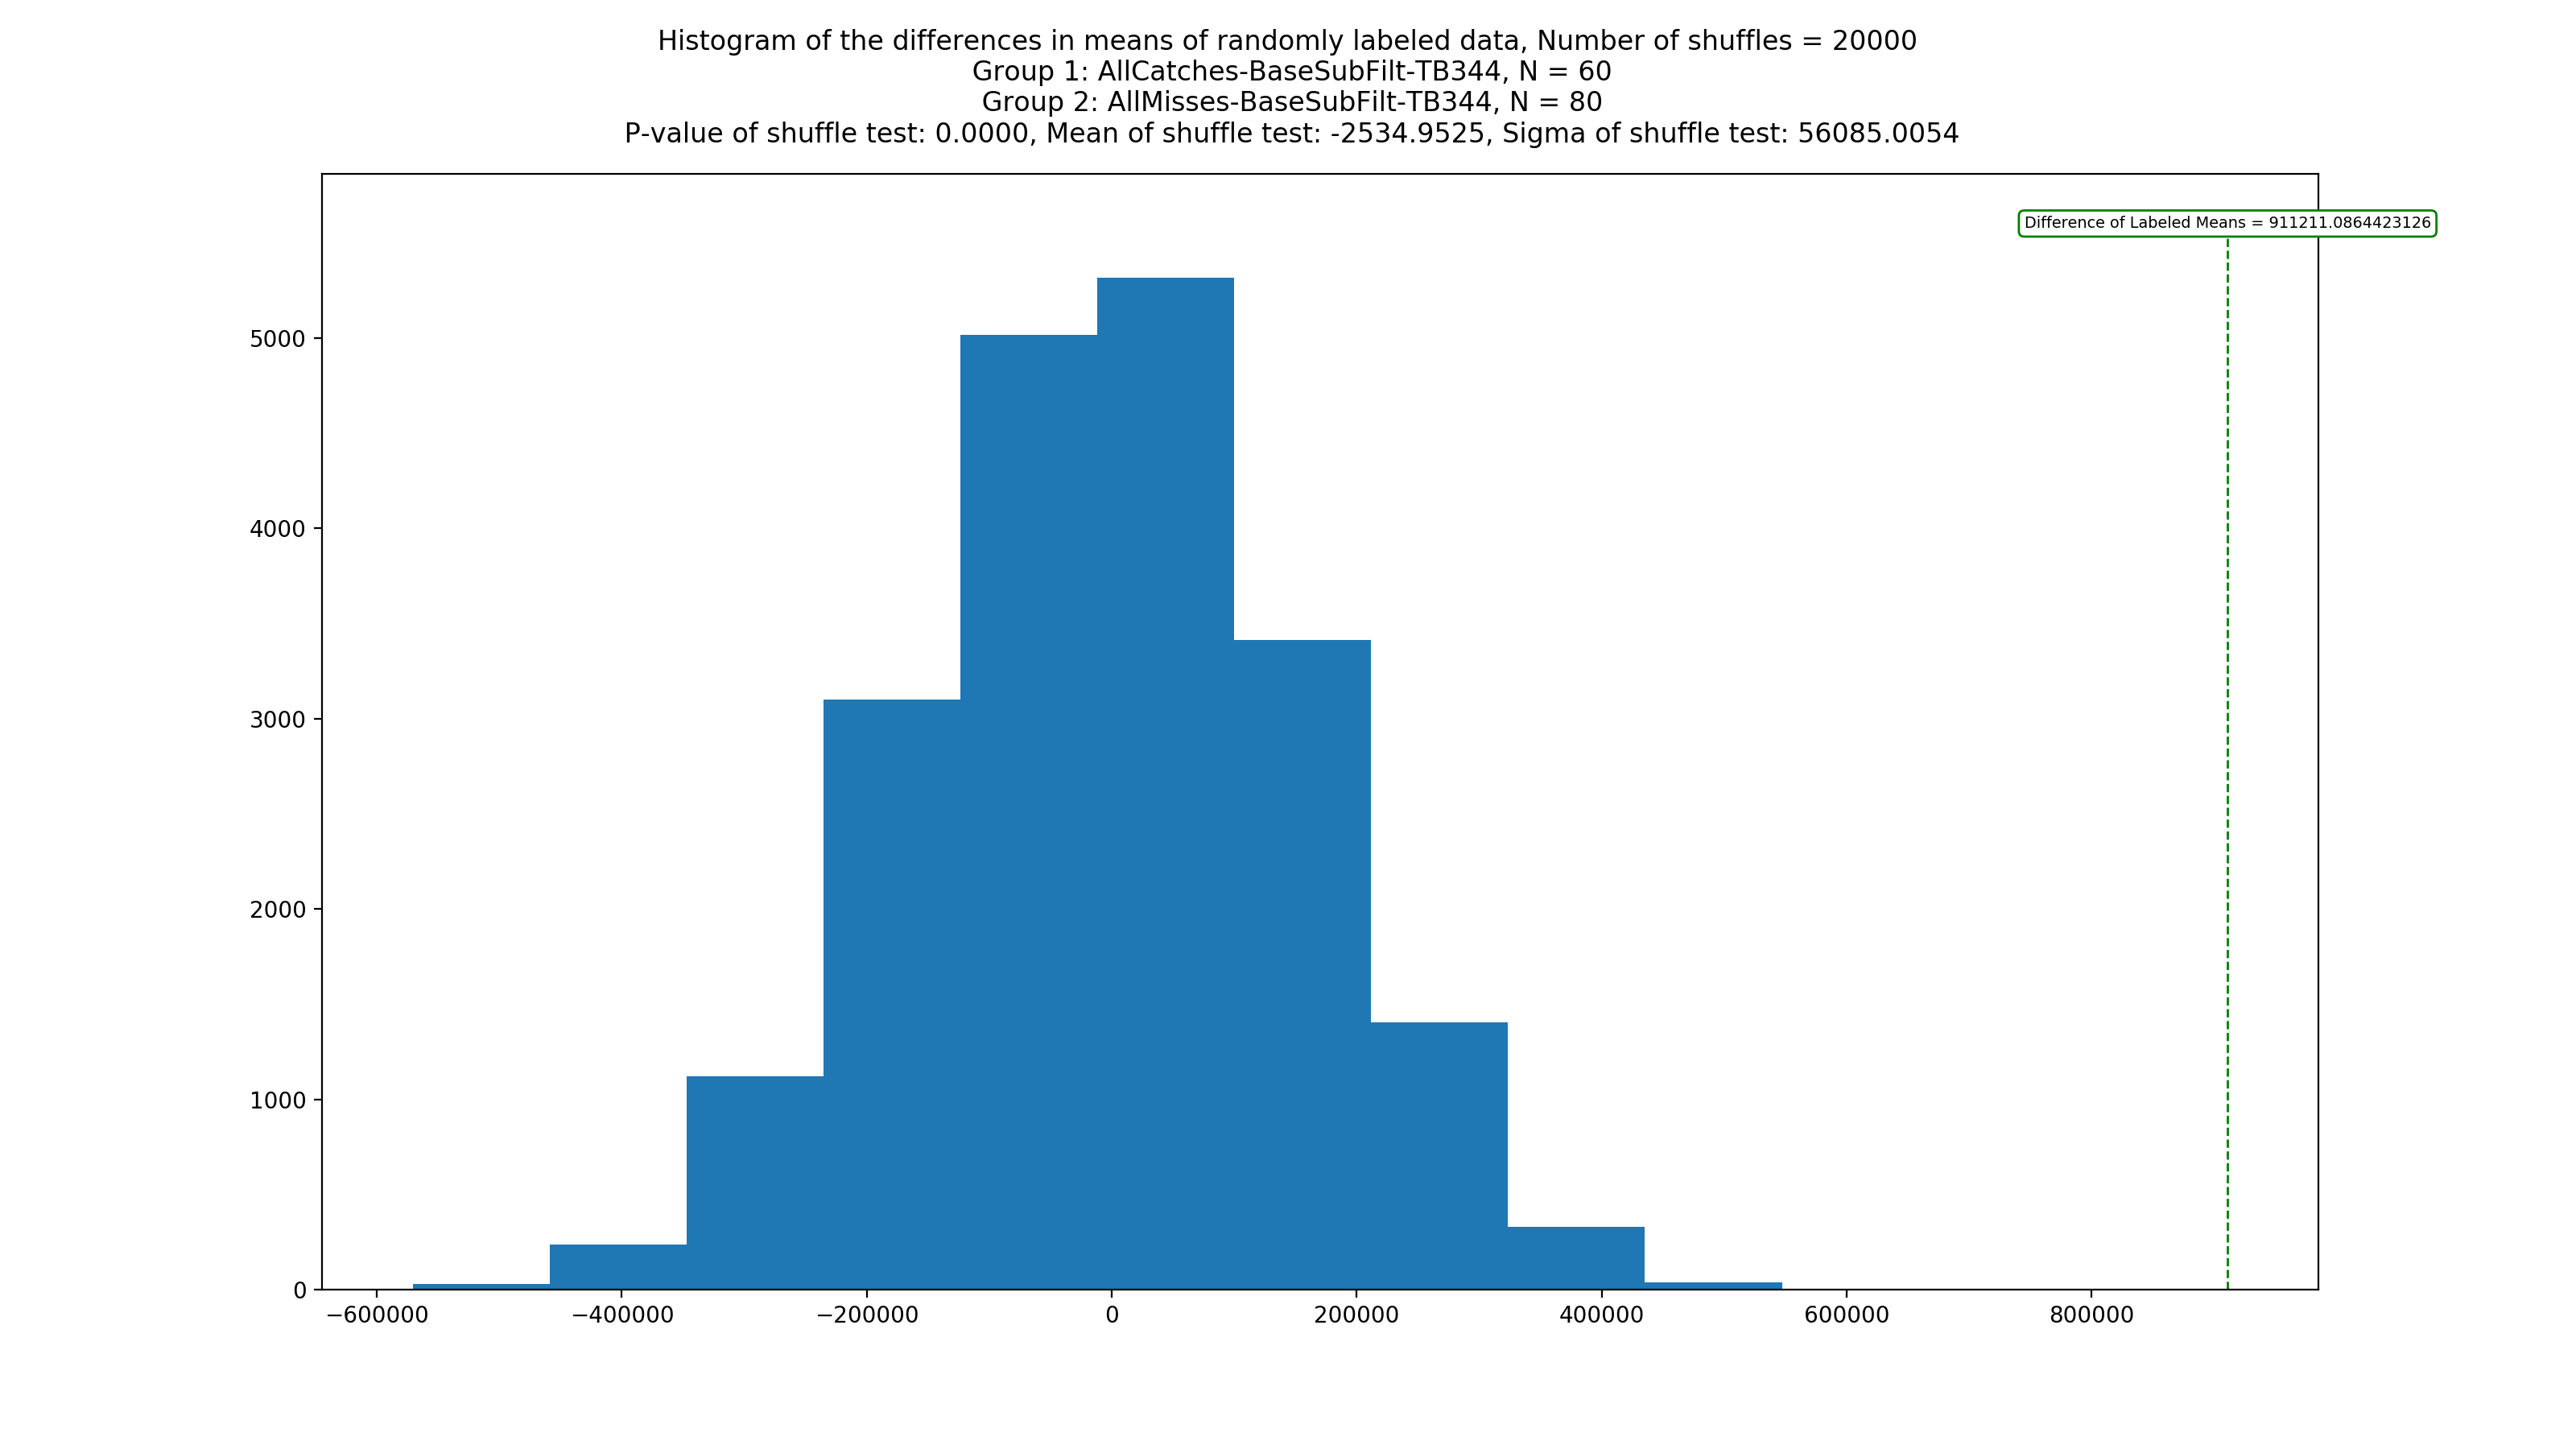 Histogram of the differences in means of randomly labeled data, Number of shuffles = 20000
Group 1: AllCatches-BaseSubFilt-TB344, N = 60
Group 2: AllMisses-BaseSubFilt-TB344, N = 80
P-value of shuffle test: 0.0000, Mean of shuffle test: -2534.9525, Sigma of shuffle test: 56085.0054
Difference of Labeled Means = 911211.0864423126
5000
4000
3000
2000
1000
0
−600000 −400000 −200000 0 200000 400000 600000 800000